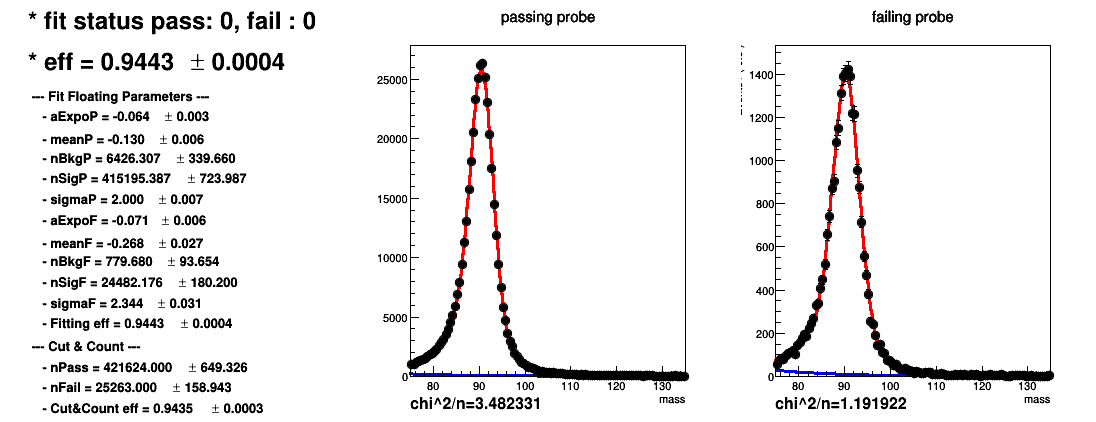 * fit status pass: 0, fail : 0
* eff = 0.9443 ± 0.0004
--- Fit Floating Parameters ---
- aExpoP = -0.064 ± 0.003
- meanP = -0.130 ± 0.006
- nBkgP = 6426.307 ± 339.660
- nSigP = 415195.387 ± 723.987
- sigmaP = 2.000 ± 0.007
- aExpoF = -0.071 ± 0.006
- meanF = -0.268 ± 0.027
- nBkgF = 779.680 ± 93.654
- nSigF = 24482.176 ± 180.200
- sigmaF = 2.344 ± 0.031
- Fitting eff = 0.9443 ± 0.0004
--- Cut & Count ---
- nPass = 421624.000 ± 649.326
- nFail = 25263.000 ± 158.943
- Cut&Count eff = 0.9435 ± 0.0003
passing probe
25000
20000
15000
10000
5000
0
80 90 100 110 120 130
mass
chi^2/n=3.482331
failing probe
1400
1200
1000
800
600
400
200
0
80 90 100 110 120 130
mass
chi^2/n=1.191922